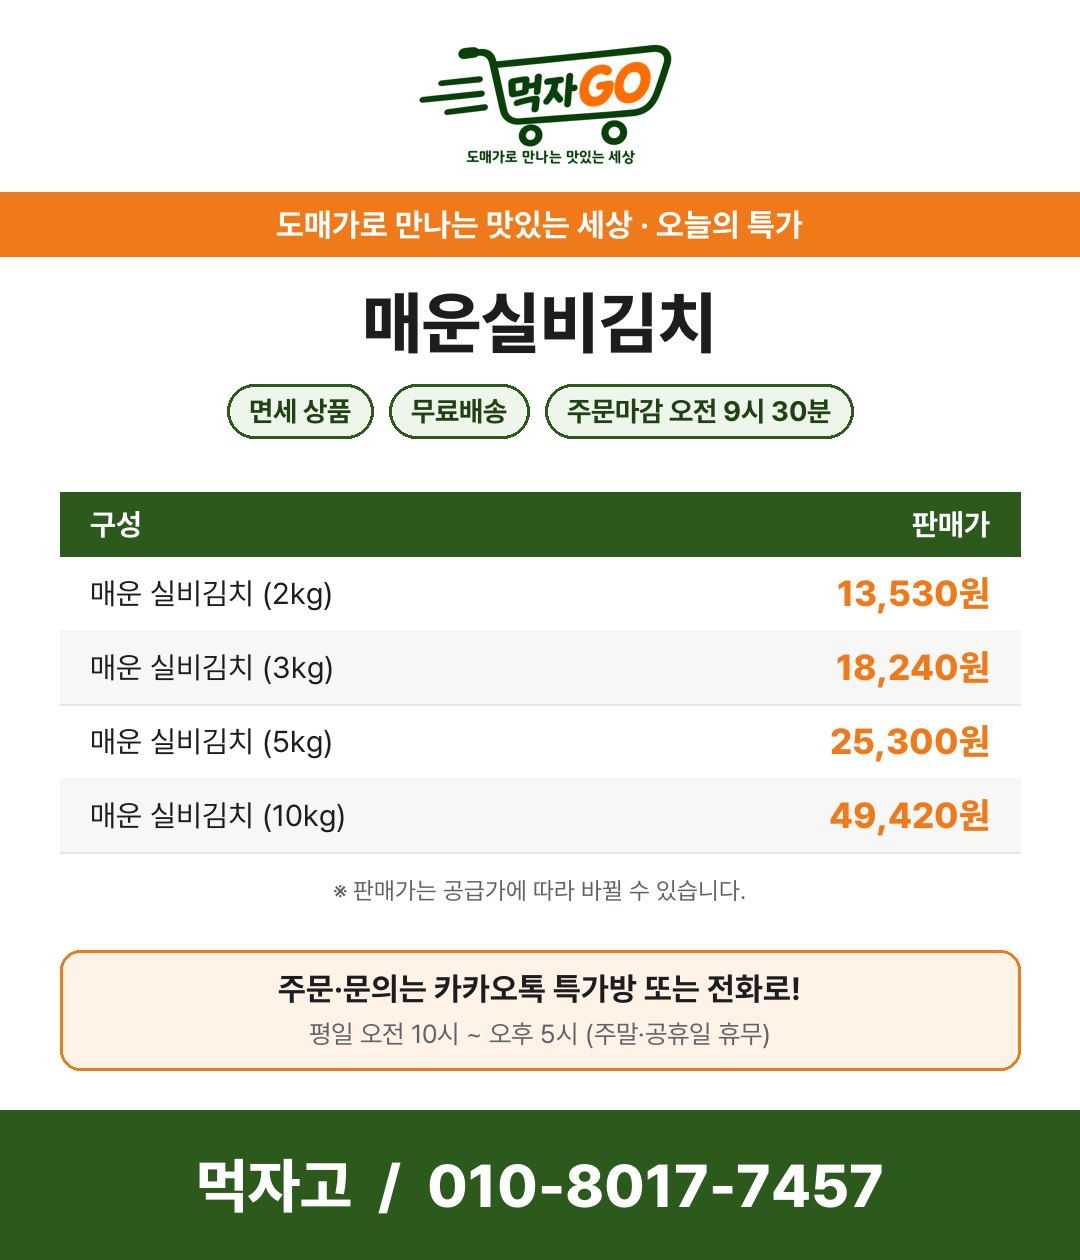 먹자GO
도매가로 만나는 맛있는 세상
도매가로 만나는 맛있는 세상 · 오늘의 특가
매운실비김치
면세 상품 무료배송 주문마감 오전 9시 30분
구성 판매가
매운 실비김치 (2kg) 13,530원
매운 실비김치 (3kg) 18,240원
매운 실비김치 (5kg) 25,300원
매운 실비김치 (10kg) 49,420원
※ 판매가는 공급가에 따라 바뀔 수 있습니다.
주문·문의는 카카오톡 특가방 또는 전화로!
평일 오전 10시 ~ 오후 5시 (주말·공휴일 휴무)
먹자고 / 010-8017-7457